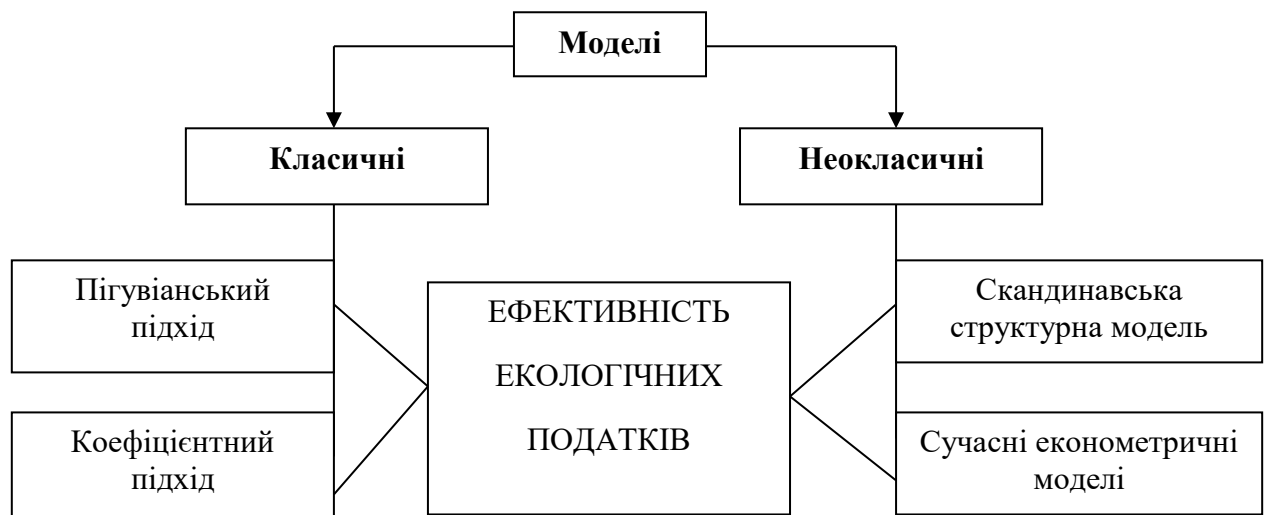 Моделі
Класичні
Неокласичні
Пігувіанський
підхід
ЕФЕКТИВНІСТЬ
ЕКОЛОГІЧНИХ
ПОДАТКІВ
Скандинавська
структурна модель
Коефіцієнтний
підхід
Сучасні економетричні
моделі